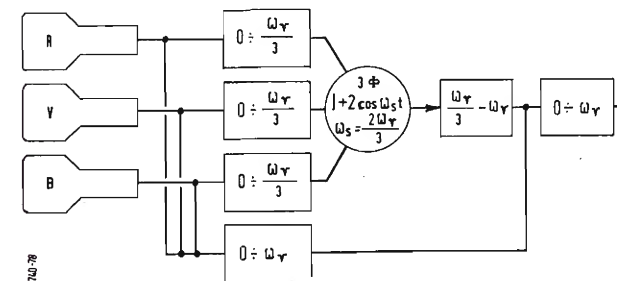 R
0 ÷ ωr/3
V
0 ÷ ωr/3
3 Φ
1+2 cos ωs t
ωs = 2ωr/3
ωr/3 - ωr
0 ÷ ωr
B
0 ÷ ωr/3
0 ÷ ωr
740-78